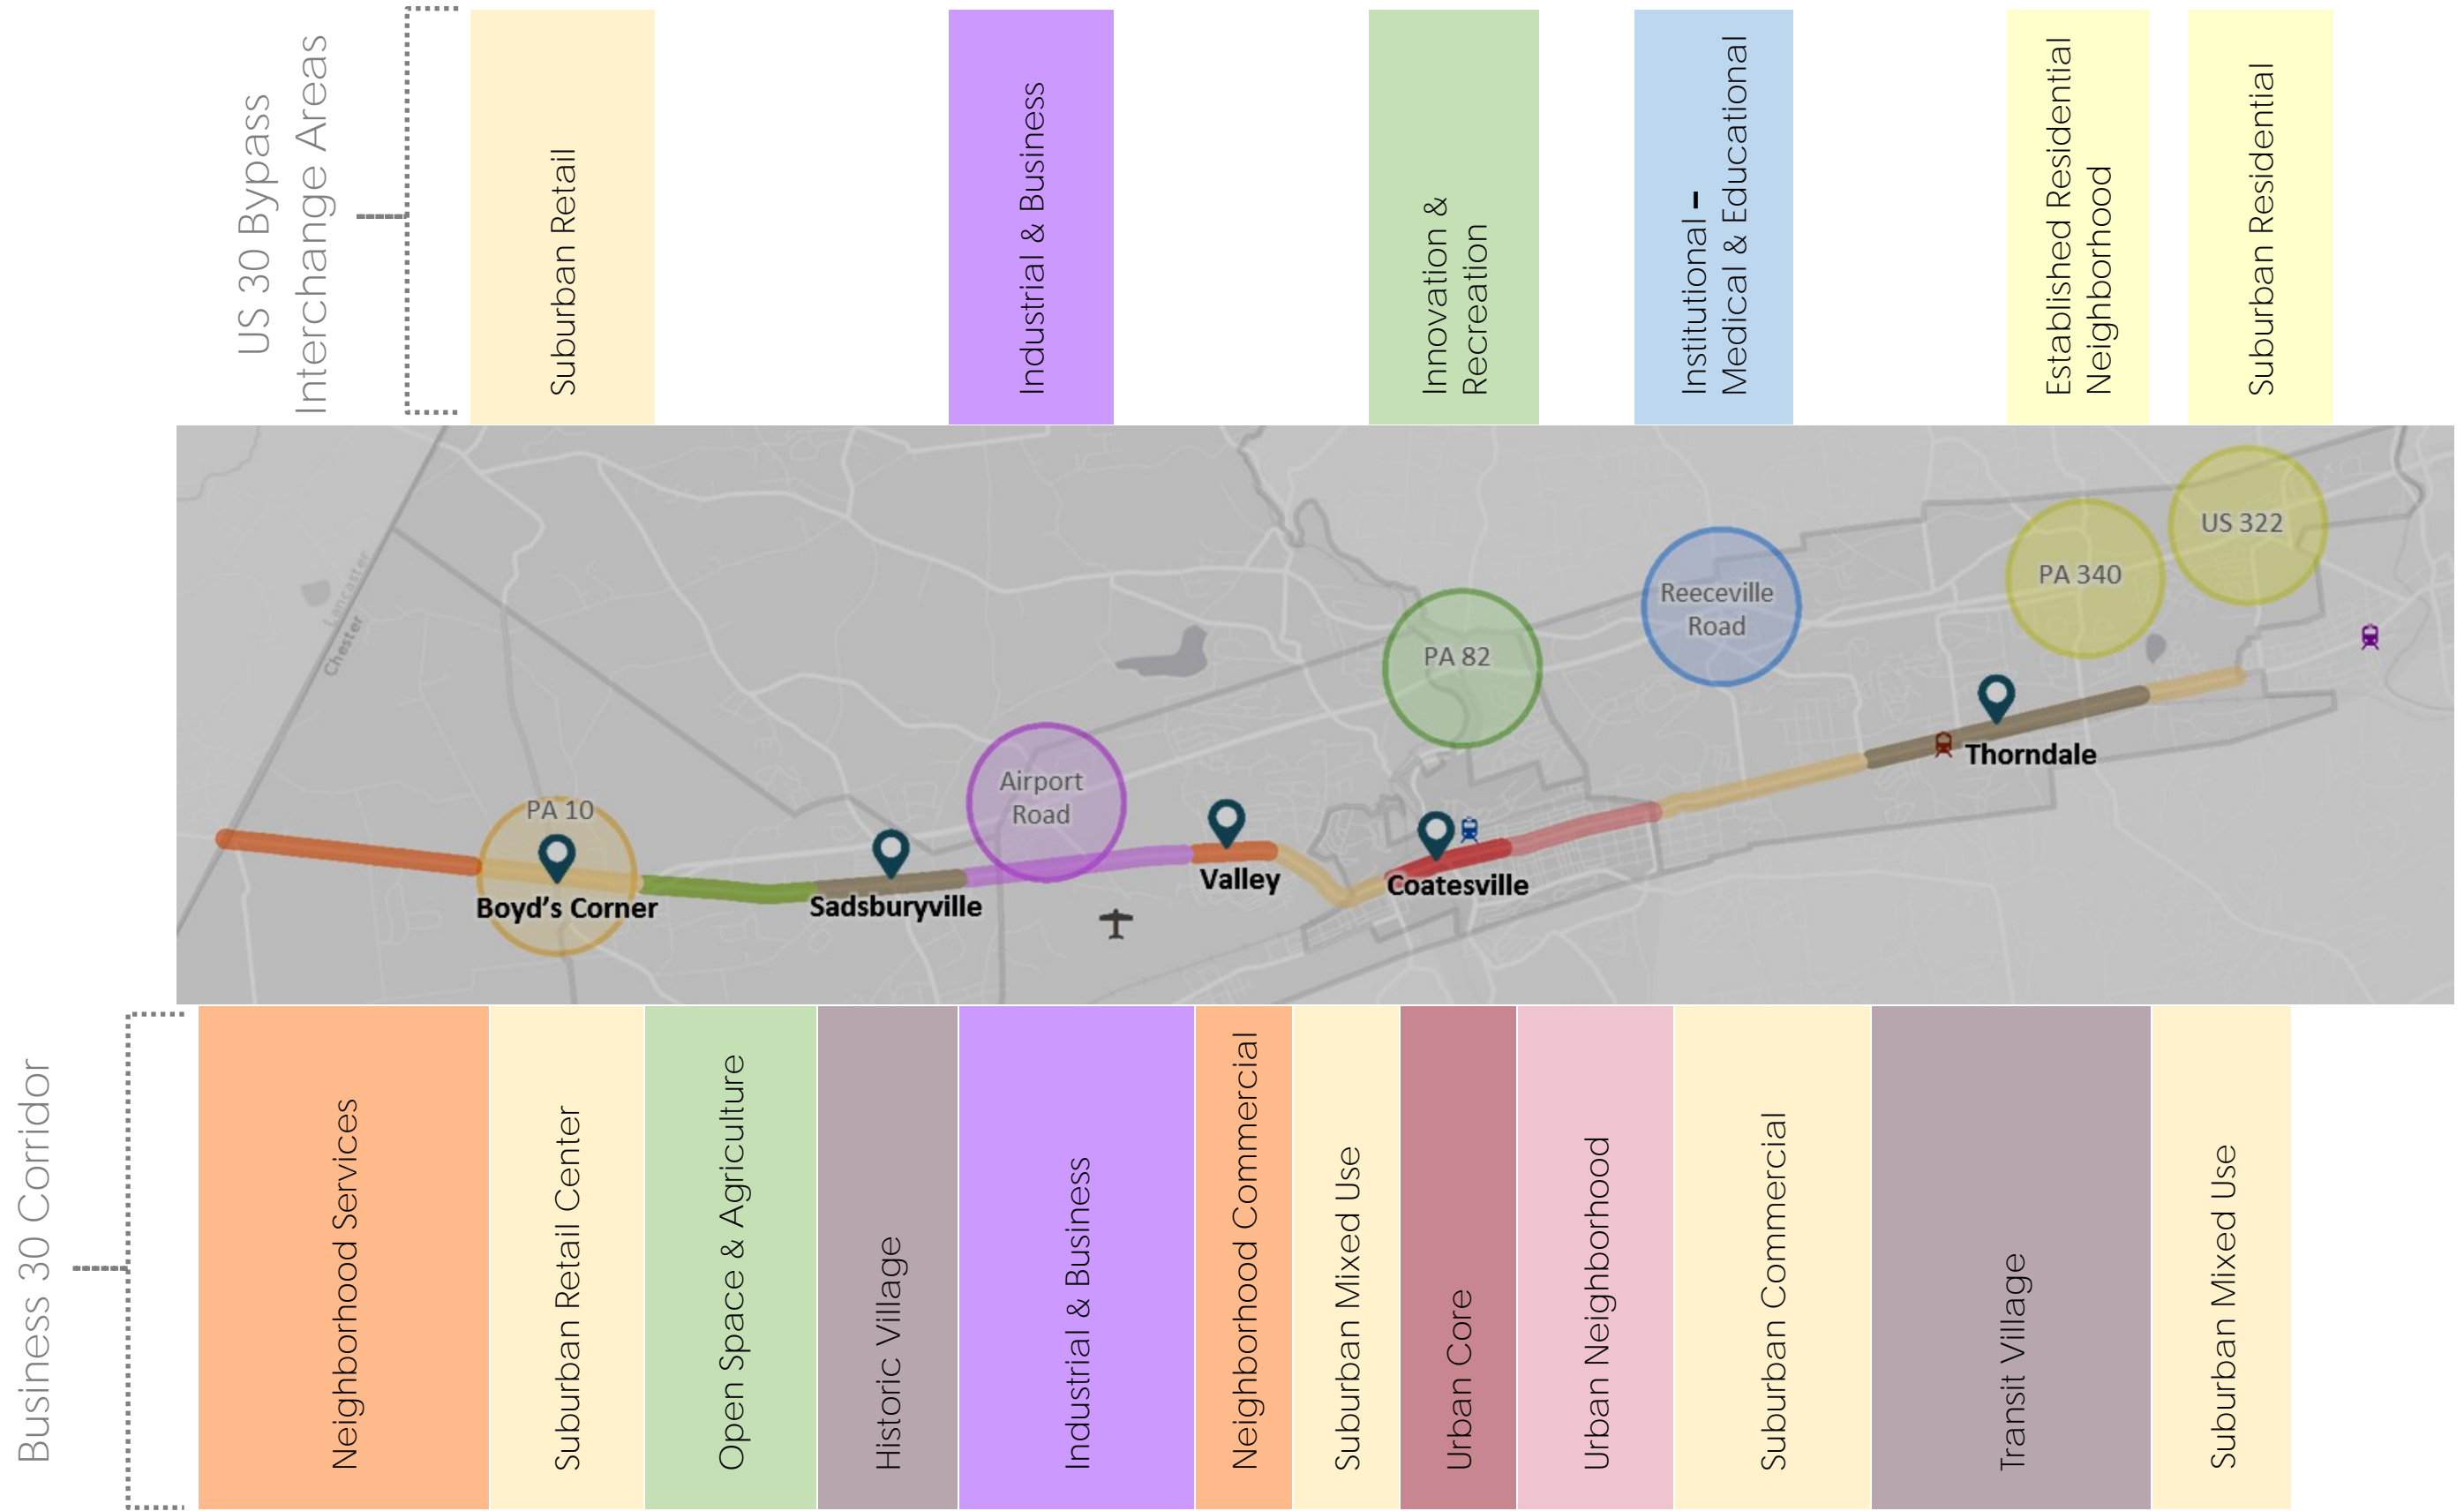 US 30 Bypass
Interchange Areas
Suburban Retail
Industrial & Business
Innovation &
Recreation
Institutional –
Medical & Educational
Established Residential
Neighborhood
Suburban Residential
Lancaster
Chester
PA 10
Boyd's Corner
Sadsburyville
Airport
Road
Valley
PA 82
Coatesville
Reeceville
Road
PA 340
US 322
Thorndale
Business 30 Corridor
Neighborhood Services
Suburban Retail Center
Open Space & Agriculture
Historic Village
Industrial & Business
Neighborhood Commercial
Suburban Mixed Use
Urban Core
Urban Neighborhood
Suburban Commercial
Transit Village
Suburban Mixed Use